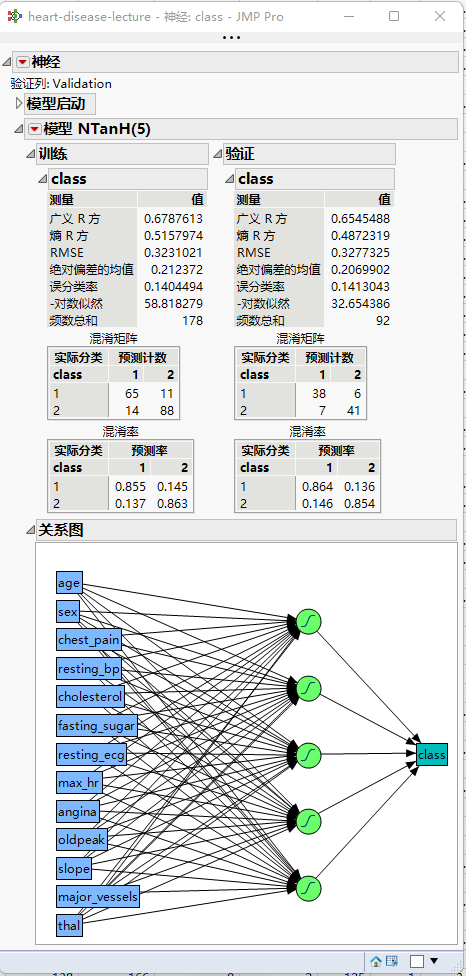 heart-disease-lecture - 神经: class - JMP Pro
神经
验证列: Validation
模型启动
模型 NTanH(5)
训练 验证
class class
测量 值 测量 值
广义 R 方 0.6787613 广义 R 方 0.6545488
熵 R 方 0.5157974 熵 R 方 0.4872319
RMSE 0.3231021 RMSE 0.3277325
绝对偏差的均值 0.212372 绝对偏差的均值 0.2069902
误分类率 0.1404494 误分类率 0.1413043
-对数似然 58.818279 -对数似然 32.654386
频数总和 178 频数总和 92
混淆矩阵 混淆矩阵
实际分类 预测计数 实际分类 预测计数
class 1 2 class 1 2
1 65 11 1 38 6
2 14 88 2 7 41
混淆率 混淆率
实际分类 预测率 实际分类 预测率
class 1 2 class 1 2
1 0.855 0.145 1 0.864 0.136
2 0.137 0.863 2 0.146 0.854
关系图
age
sex
chest_pain
resting_bp
cholesterol
fasting_sugar
resting_ecg
class
max_hr
angina
oldpeak
slope
major_vessels
thal